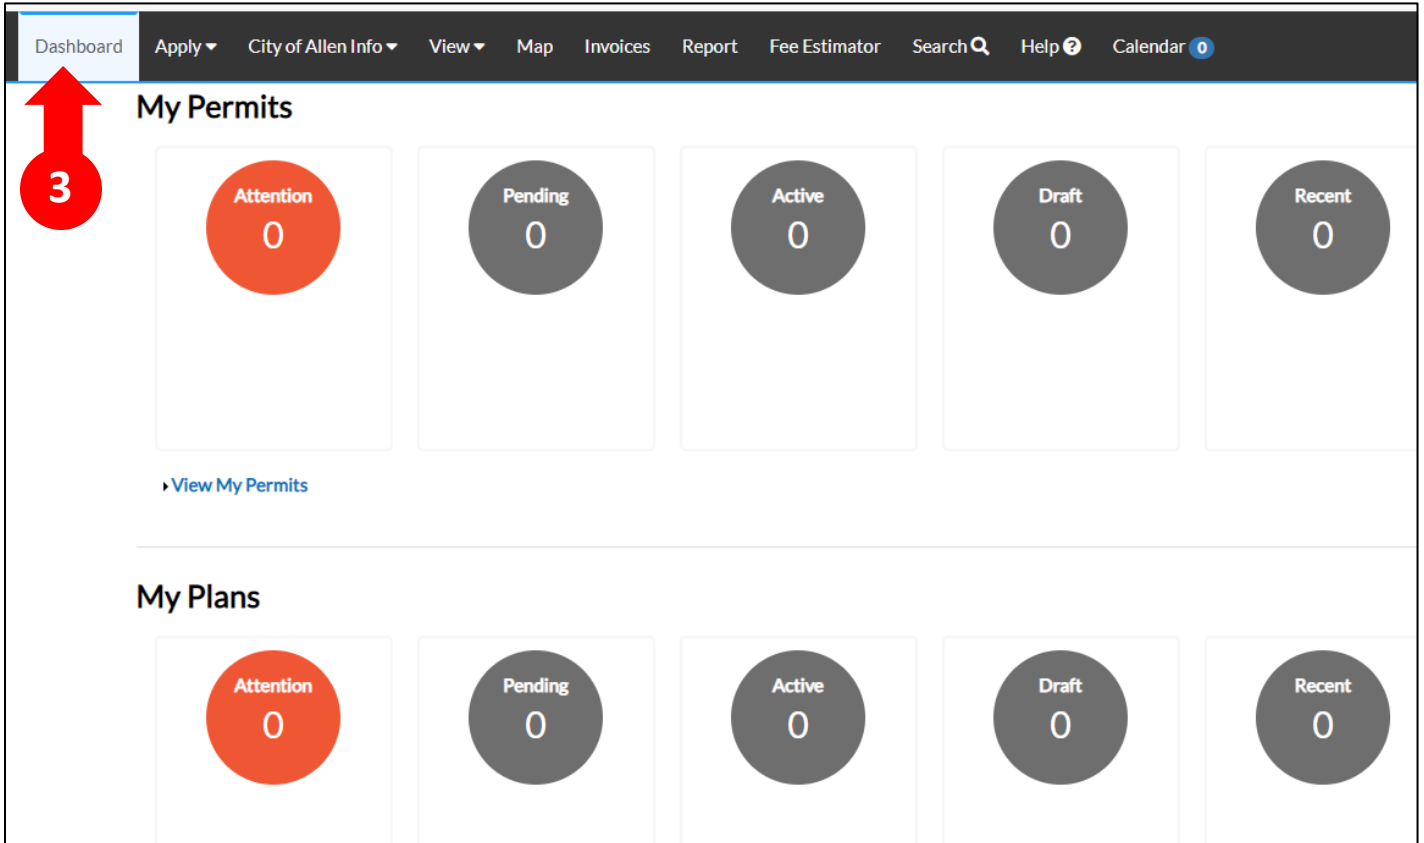 Dashboard Apply City of Allen Info View Map Invoices Report Fee Estimator Search Help ? Calendar 0
3
My Permits
Attention Pending Active Draft Recent
0 0 0 0 0
View My Permits
My Plans
Attention Pending Active Draft Recent
0 0 0 0 0